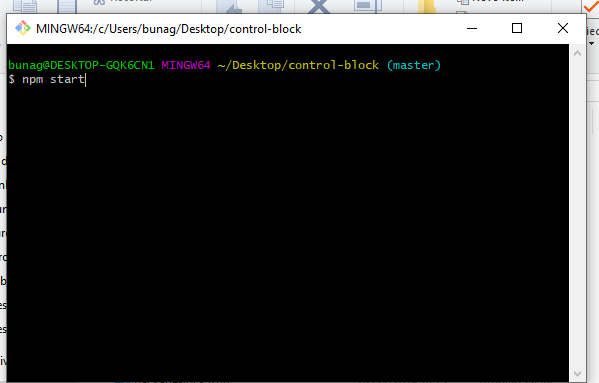 MINGW64:/c/Users/bunag/Desktop/control-block
bunag@DESKTOP-GQK6CN1 MINGW64 ~/Desktop/control-block (master)
$ npm start